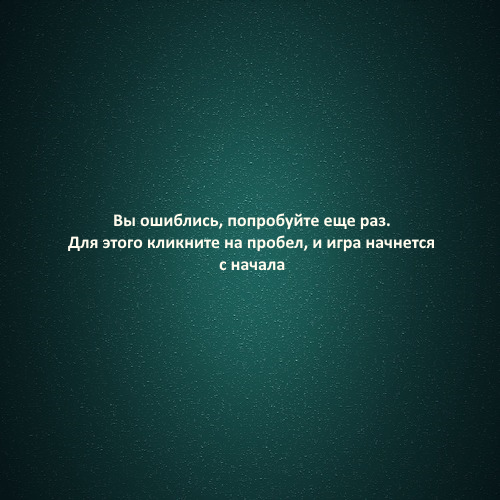 Вы ошиблись, попробуйте еще раз.
Для этого кликните на пробел, и игра начнется
с начала